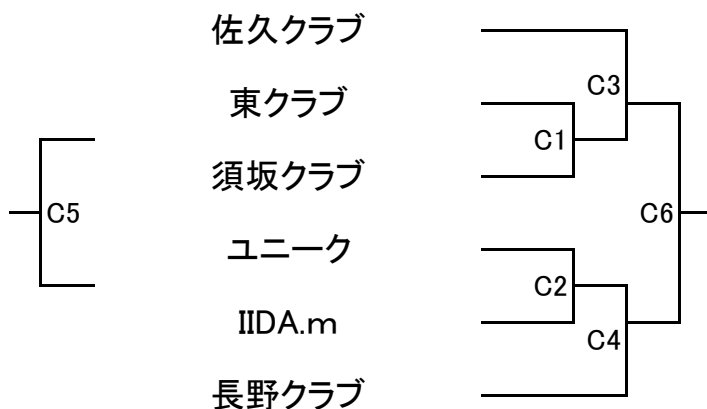 佐久クラブ
C3
東クラブ
C1
須坂クラブ
C5
C6
ユニーク
C2
IIDA.m
C4
長野クラブ